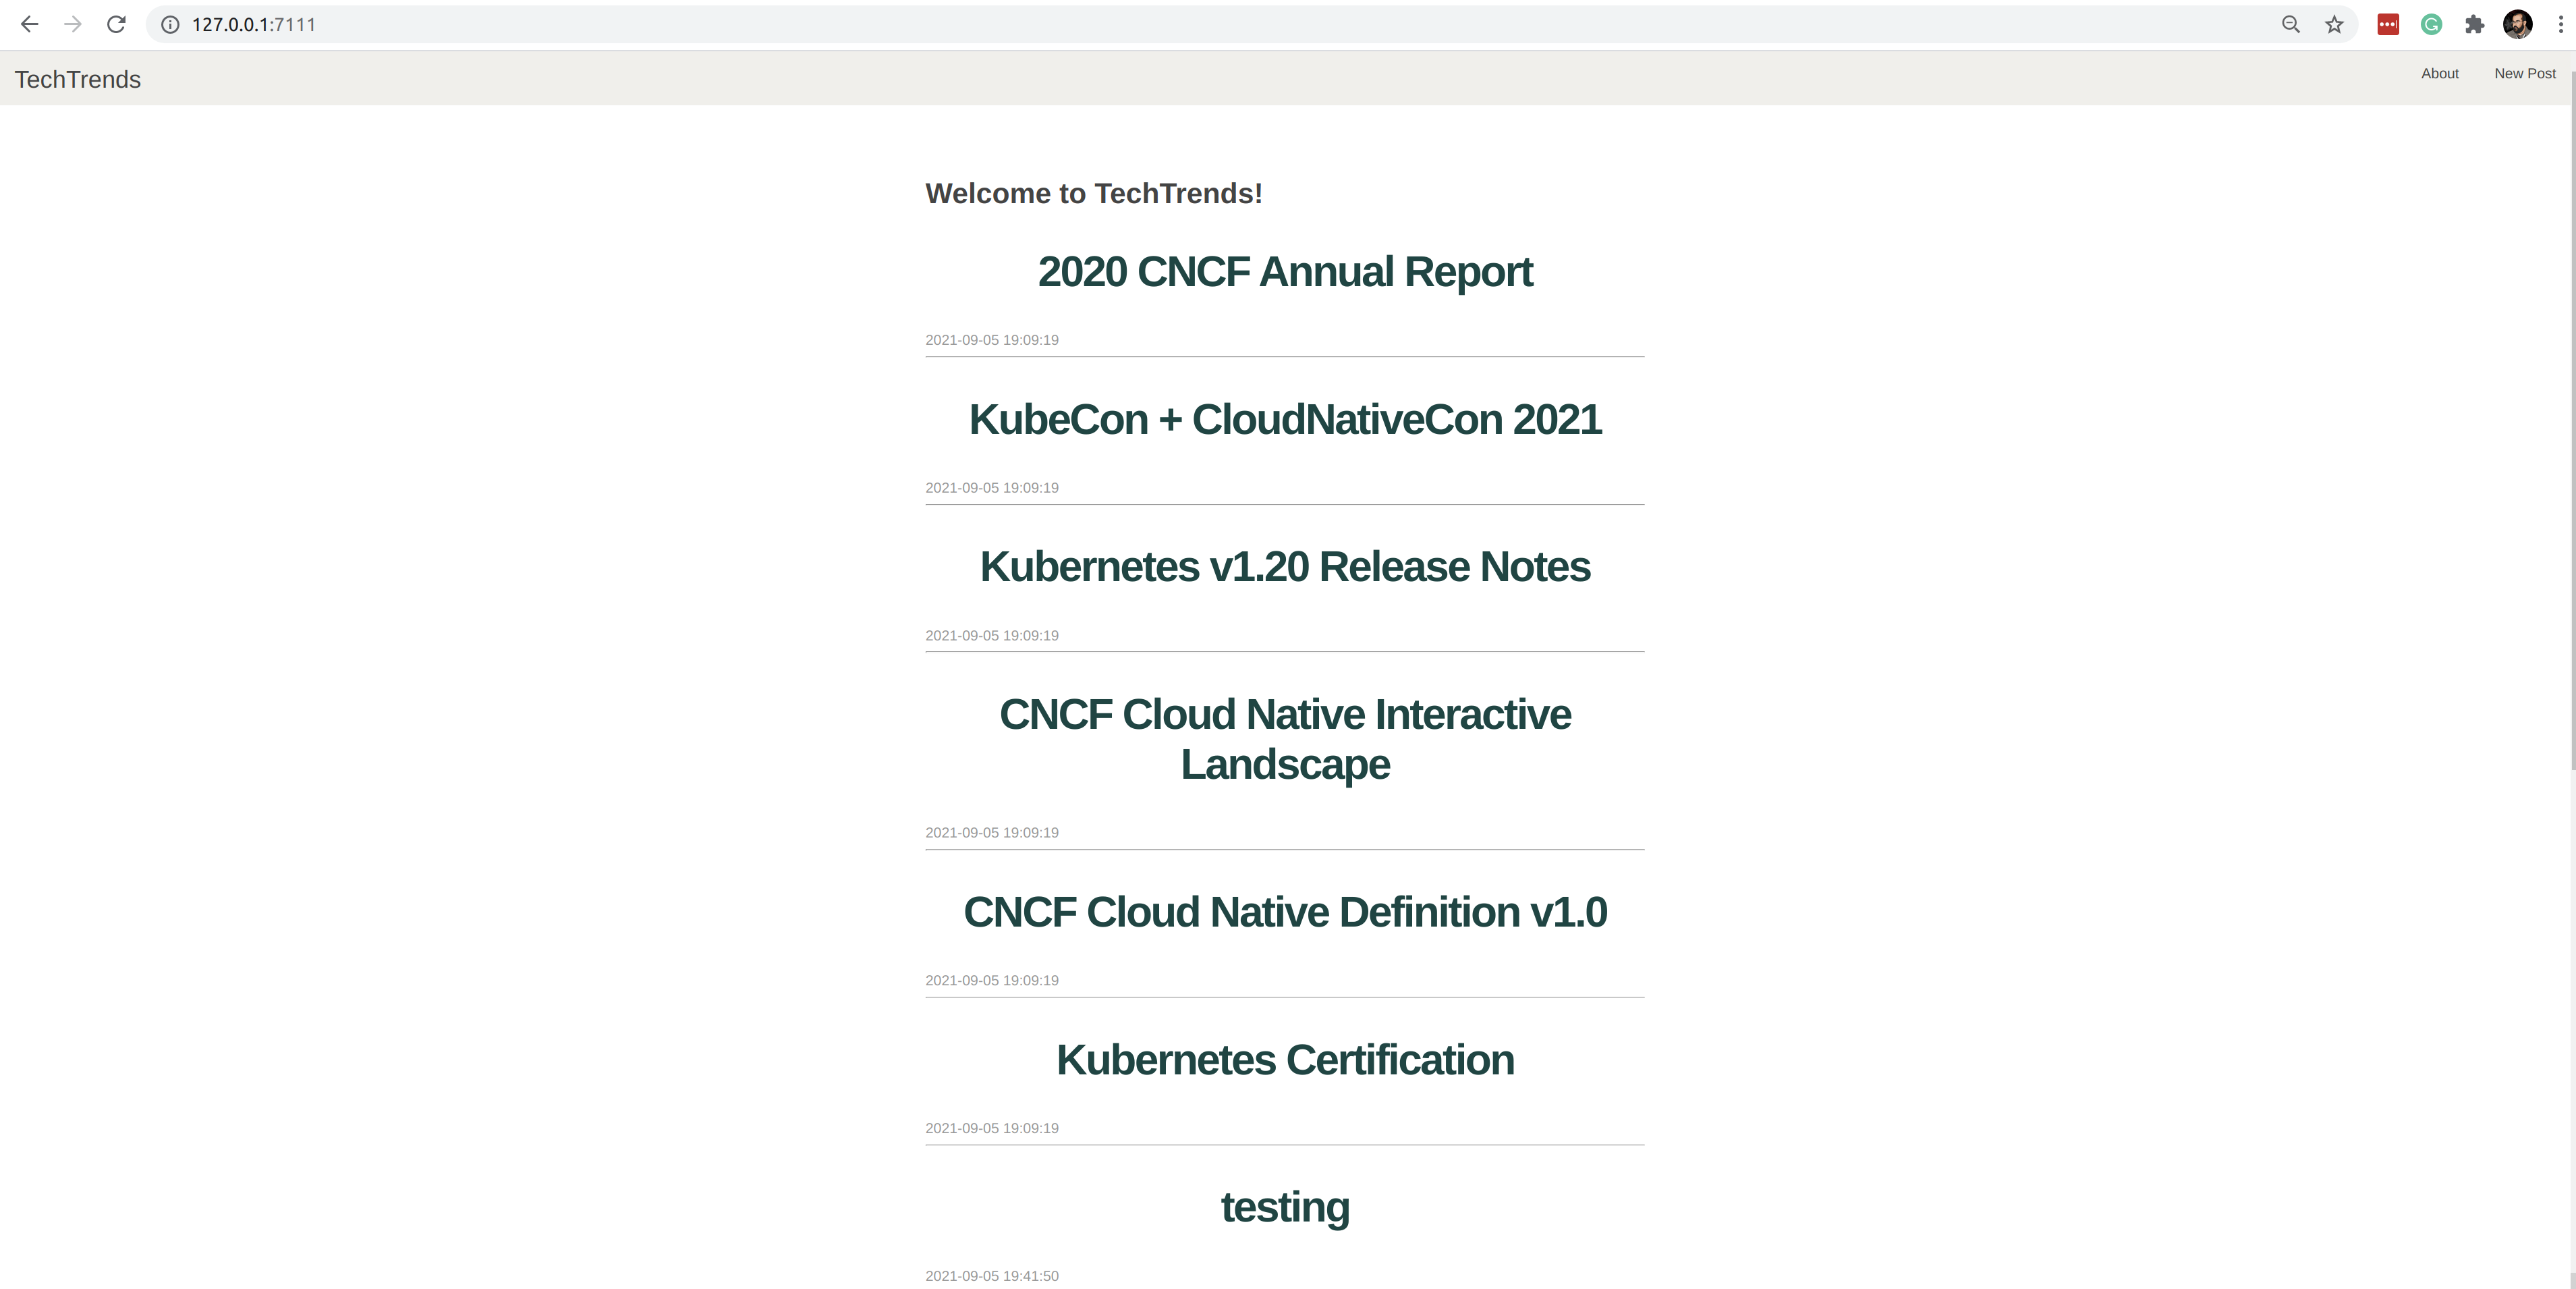 127.0.0.1:7111
TechTrends
About
New Post
Welcome to TechTrends!
2020 CNCF Annual Report
2021-09-05 19:09:19
KubeCon + CloudNativeCon 2021
2021-09-05 19:09:19
Kubernetes v1.20 Release Notes
2021-09-05 19:09:19
CNCF Cloud Native Interactive
Landscape
2021-09-05 19:09:19
CNCF Cloud Native Definition v1.0
2021-09-05 19:09:19
Kubernetes Certification
2021-09-05 19:09:19
testing
2021-09-05 19:41:50